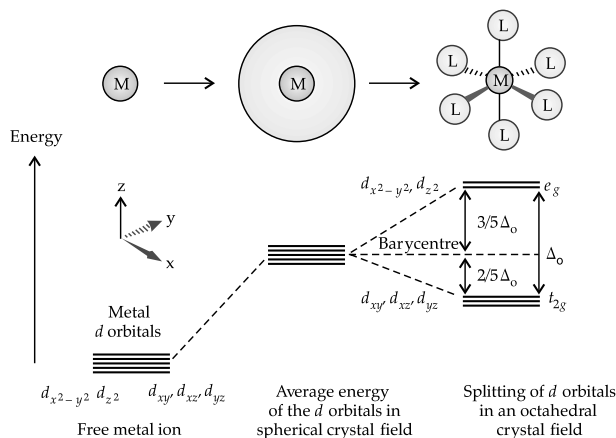 M
M
L
L
L
M
L
L
L
Energy
z
y
x
d_{x²−y²}, d_{z²}
e_g
3/5 Δ_o
Barycentre
Δ_o
2/5 Δ_o
d_{xy}, d_{xz}, d_{yz}
t_{2g}
Metal
d orbitals
d_{x²−y²} d_{z²}
d_{xy}, d_{xz}, d_{yz}
Free metal ion
Average energy
of the d orbitals in
spherical crystal field
Splitting of d orbitals
in an octahedral
crystal field